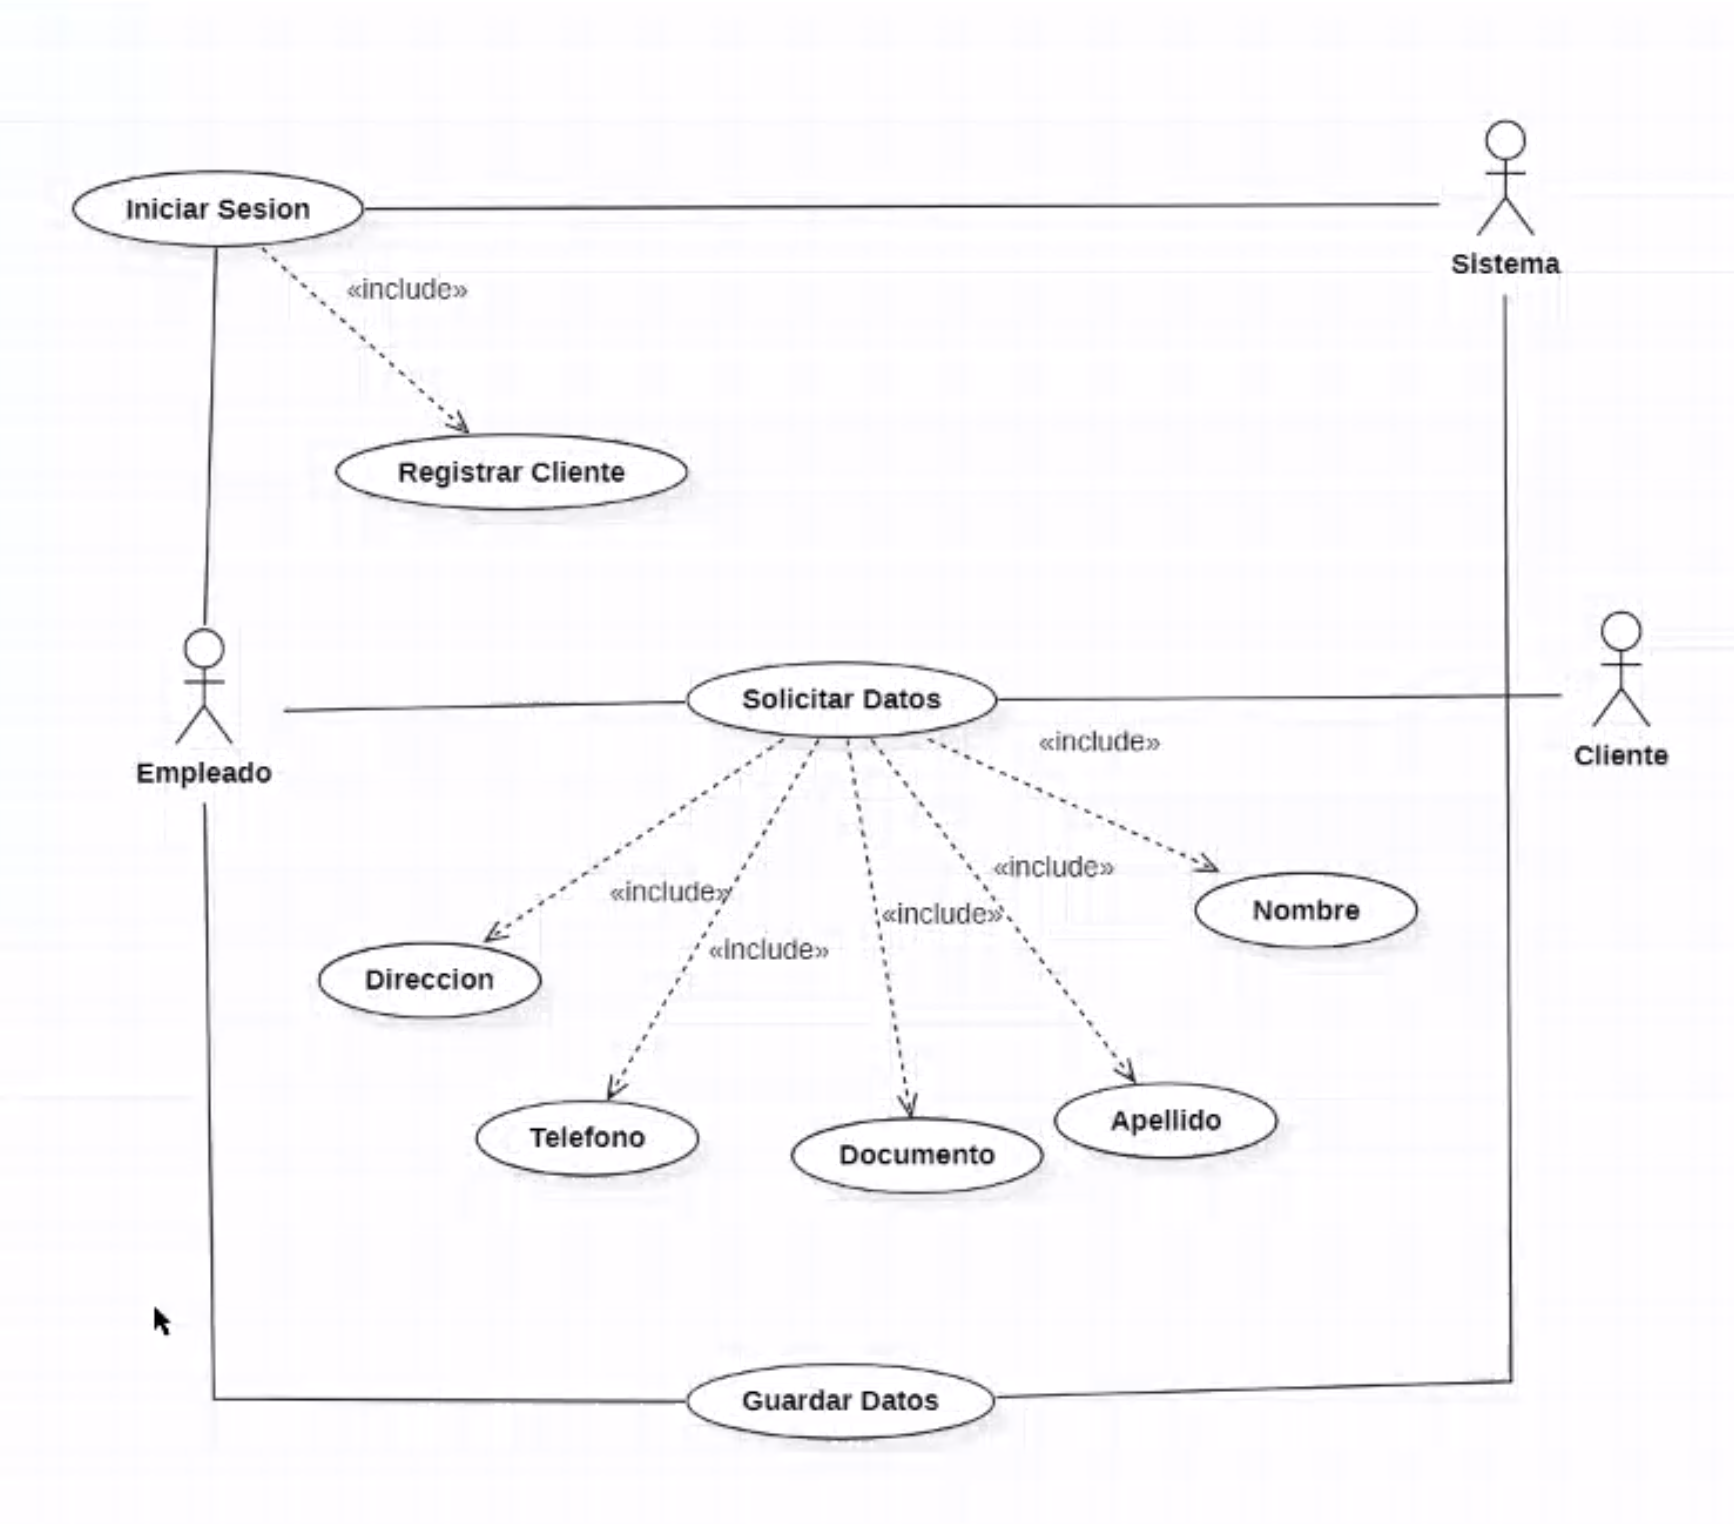 Iniciar Sesion
Sistema
«include»
Registrar Cliente
Solicitar Datos
«include»
Empleado
Cliente
«include»
«include»
«include»
«include»
Nombre
Direccion
Telefono
Documento
Apellido
Guardar Datos